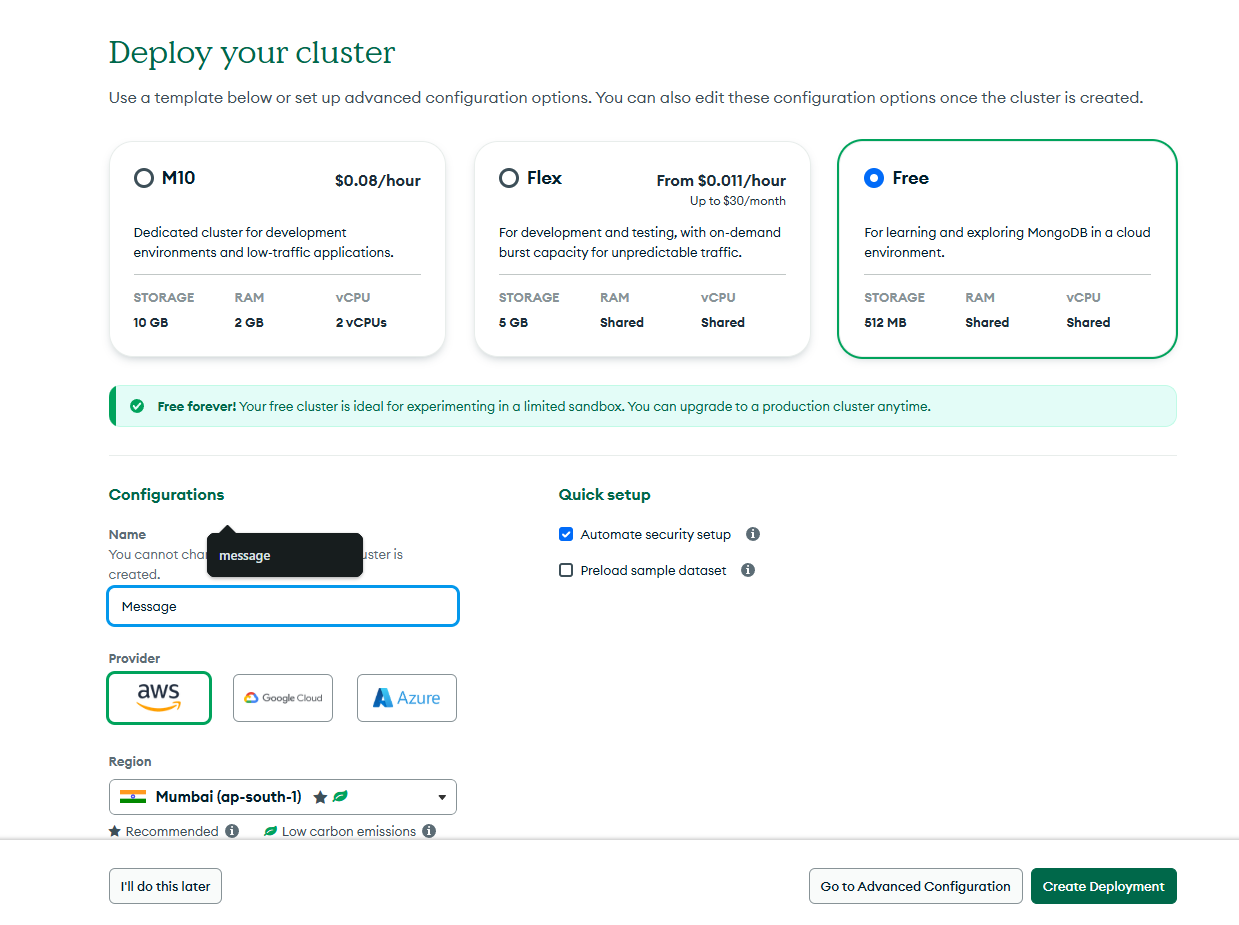 Deploy your cluster
Use a template below or set up advanced configuration options. You can also edit these configuration options once the cluster is created.
M10
$0.08/hour
Dedicated cluster for development
environments and low-traffic applications.
STORAGE RAM vCPU
10 GB 2 GB 2 vCPUs
Flex
From $0.011/hour
Up to $30/month
For development and testing, with on-demand
burst capacity for unpredictable traffic.
STORAGE RAM vCPU
5 GB Shared Shared
Free
For learning and exploring MongoDB in a cloud
environment.
STORAGE RAM vCPU
512 MB Shared Shared
Free forever! Your free cluster is ideal for experimenting in a limited sandbox. You can upgrade to a production cluster anytime.
Configurations
Name
You cannot is
created.
message
Message
Provider
aws
Google Cloud
Azure
Region
Mumbai (ap-south-1)
Recommended Low carbon emissions
Quick setup
Automate security setup
Preload sample dataset
I'll do this later
Go to Advanced Configuration
Create Deployment